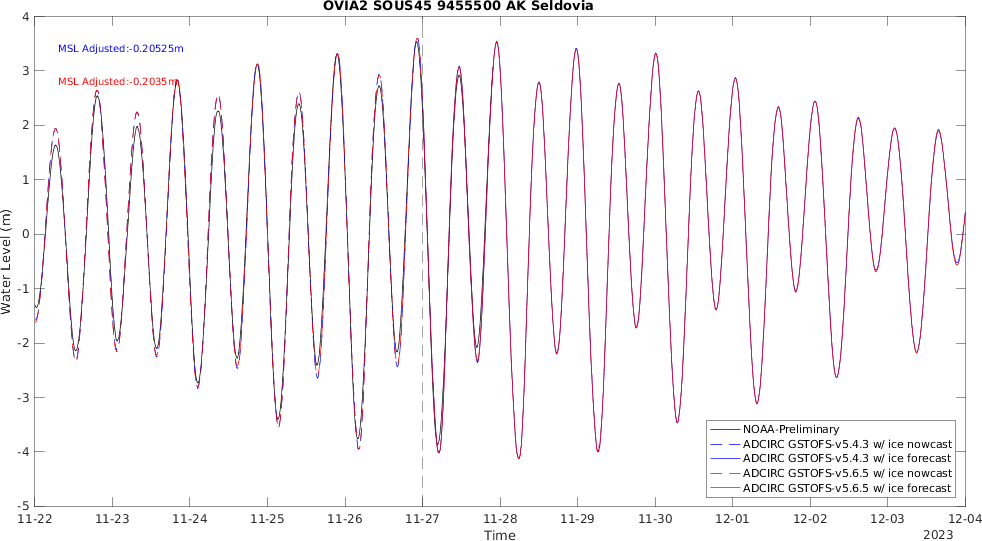 OVIA2 SOUS45 9455500 AK Seldovia
MSL Adjusted:-0.20525m
MSL Adjusted:-0.2035m
Water Level (m)
4
3
2
1
0
-1
-2
-3
-4
-5
NOAA-Preliminary
ADCIRC GSTOFS-v5.4.3 w/ ice nowcast
ADCIRC GSTOFS-v5.4.3 w/ ice forecast
ADCIRC GSTOFS-v5.6.5 w/ ice nowcast
ADCIRC GSTOFS-v5.6.5 w/ ice forecast
11-22 11-23 11-24 11-25 11-26 11-27 11-28 11-29 11-30 12-01 12-02 12-03 12-04
Time
2023